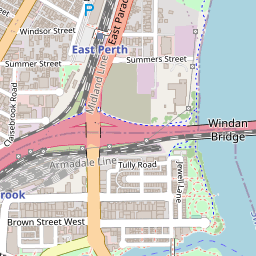 P
Windsor Street
East Parad
East Perth
Summer Street
Summers Street
Midland Line
Claisebrook Road
Windan
Bridge
Armadale Line
Tully Road
Jewell Lane
rook
Brown Street West